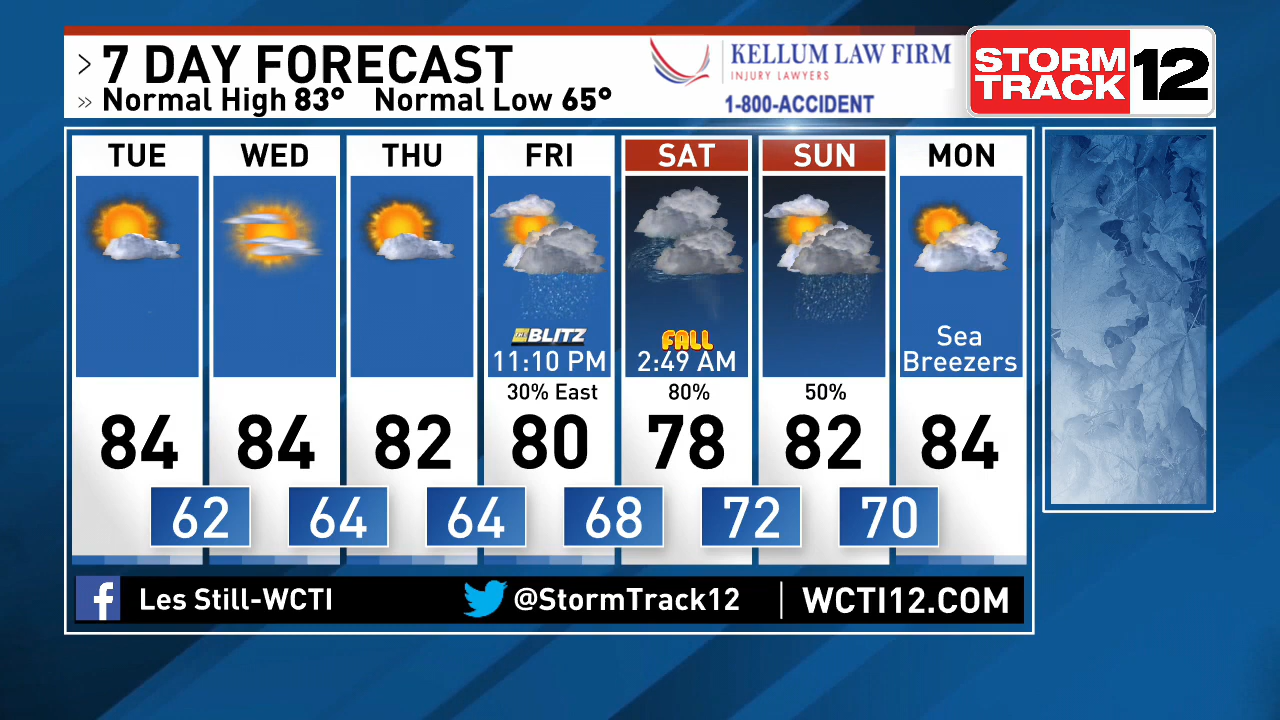 > 7 DAY FORECAST
» Normal High 83° Normal Low 65°
KELLUM LAW FIRM
INJURY LAWYERS
1-800-ACCIDENT
STORM
TRACK
12
TUE WED THU FRI SAT SUN MON
THE BLITZ
11:10 PM
FALL
2:49 AM
Sea
Breezers
30% East 80% 50%
84 84 82 80 78 82 84
62 64 64 68 72 70
f Les Still-WCTI @StormTrack12 | WCTI12.COM